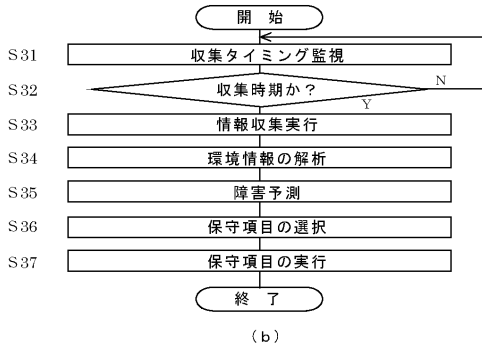 開 始
S31 収集タイミング監視
S32 収集時期か？ N
Y
S33 情報収集実行
S34 環境情報の解析
S35 障害予測
S36 保守項目の選択
S37 保守項目の実行
終 了
(b)